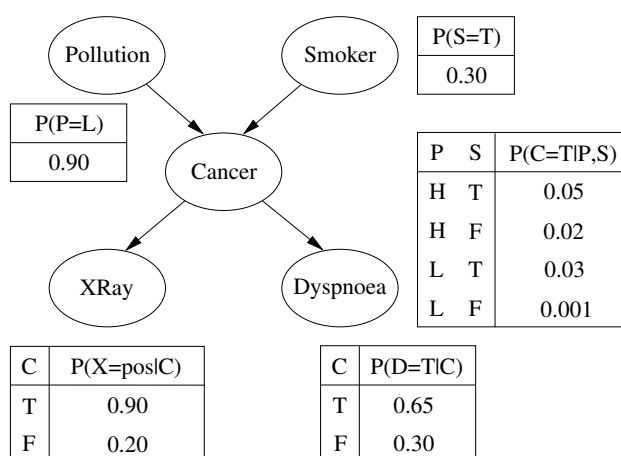 Pollution
Smoker
P(S=T)
0.30
P(P=L)
0.90
Cancer
P S P(C=T|P,S)
H T 0.05
H F 0.02
L T 0.03
L F 0.001
XRay
Dyspnoea
C P(X=pos|C)
T 0.90
F 0.20
C P(D=T|C)
T 0.65
F 0.30